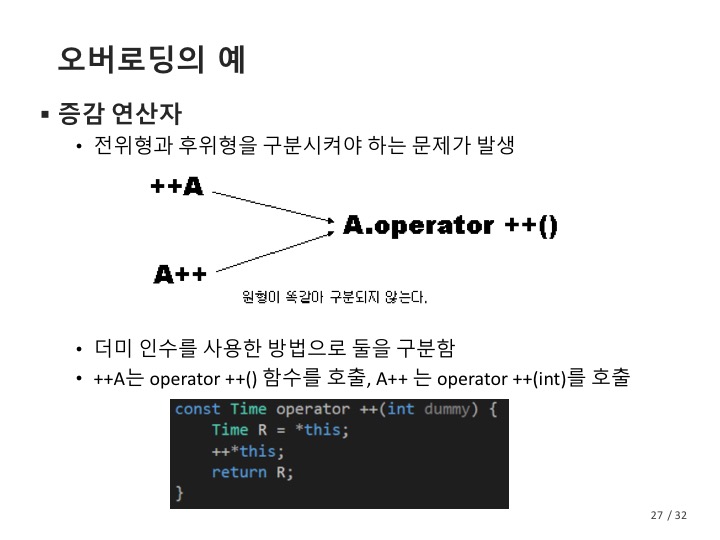 오버로딩의 예
▪ 증감 연산자
• 전위형과 후위형을 구분시켜야 하는 문제가 발생
++A
A.operator ++()
A++
원형이 똑같아 구분되지 않는다.
• 더미 인수를 사용한 방법으로 둘을 구분함
• ++A는 operator ++() 함수를 호출, A++ 는 operator ++(int)를 호출
const Time operator ++(int dummy) {
    Time R = *this;
    ++*this;
    return R;
}
27 / 32